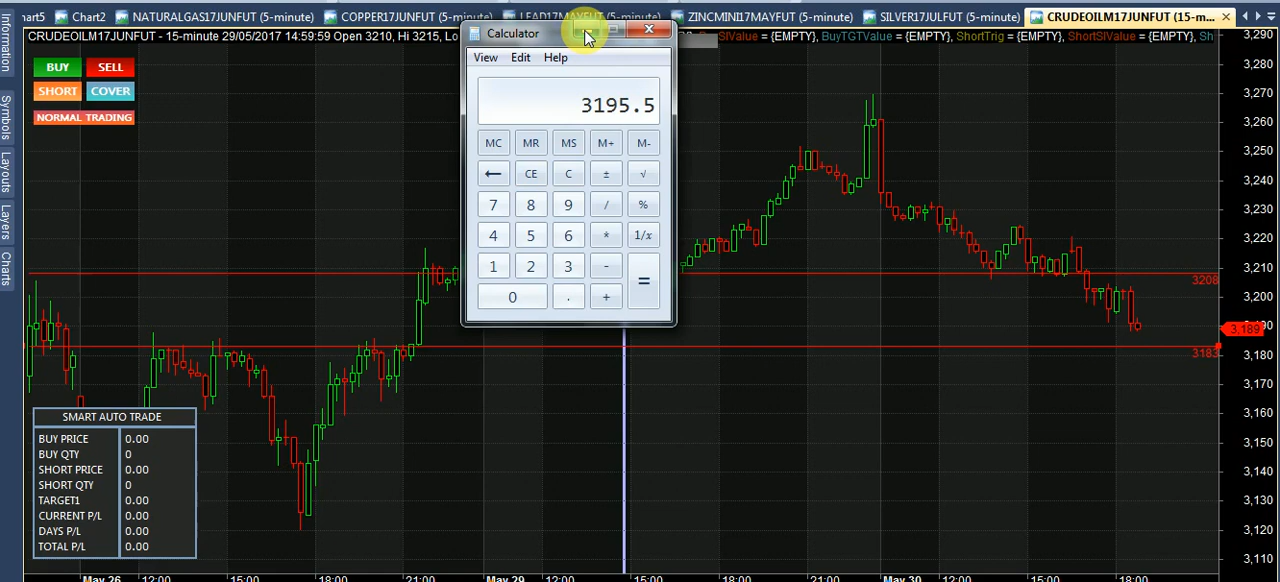 hart5
Chart2
NATURALGAS17JUNFUT (5-minute)
COPPER17JUNFUT (5-minute)
LEAD17MAYFUT (5-minute)
ZINCMINI17MAYFUT (5-minute)
SILVER17JULFUT (5-minute)
CRUDEOILM17JUNFUT (15-m...
CRUDEOILM17JUNFUT - 15-minute 29/05/2017 14:59:59 Open 3210, Hi 3215, Lo
SlValue = {EMPTY}, BuyTGTValue = {EMPTY}, ShortTrig = {EMPTY}, ShortSlValue = {EMPTY}, Sh
Information
Symbols
Layouts
Layers
Charts
BUY
SELL
SHORT
COVER
NORMAL TRADING
Calculator
View Edit Help
3195.5
MC MR MS M+ M-
← CE C ± √
7 8 9 / %
4 5 6 * 1/x
1 2 3 - =
0 . +
3,290
3,280
3,270
3,260
3,250
3,240
3,230
3,220
3,210
3208
3,200
3,189
3,180
3183
3,170
3,160
3,150
3,140
3,130
3,120
3,110
SMART AUTO TRADE
BUY PRICE 0.00
BUY QTY 0
SHORT PRICE 0.00
SHORT QTY 0
TARGET1 0.00
CURRENT P/L 0.00
DAYS P/L 0.00
TOTAL P/L 0.00
May 26 12:00 15:00 18:00 21:00 May 29 12:00 15:00 18:00 21:00 May 30 12:00 15:00 18:00